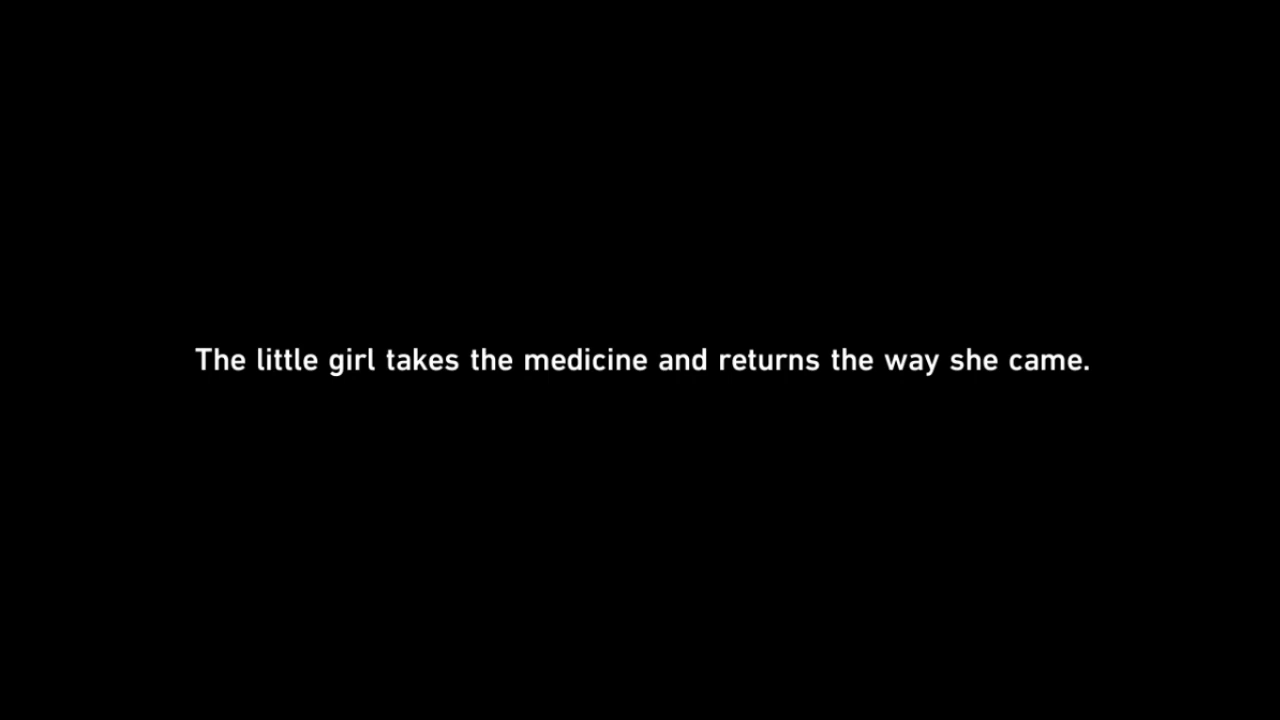 The little girl takes the medicine and returns the way she came.